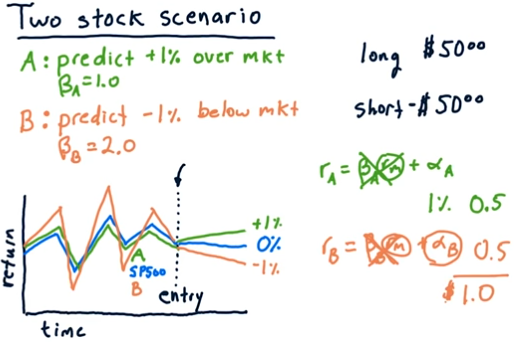 Two stock scenario
A: predict +1% over mkt
βA = 1.0
B: predict -1% below mkt
βB = 2.0
long $50⁰⁰
short -$50⁰⁰
rA = βA rm + αA
1% 0.5
rB = βB rm + αB 0.5
$1.0
return
A
SP500
B
+1%
0%
-1%
entry
time